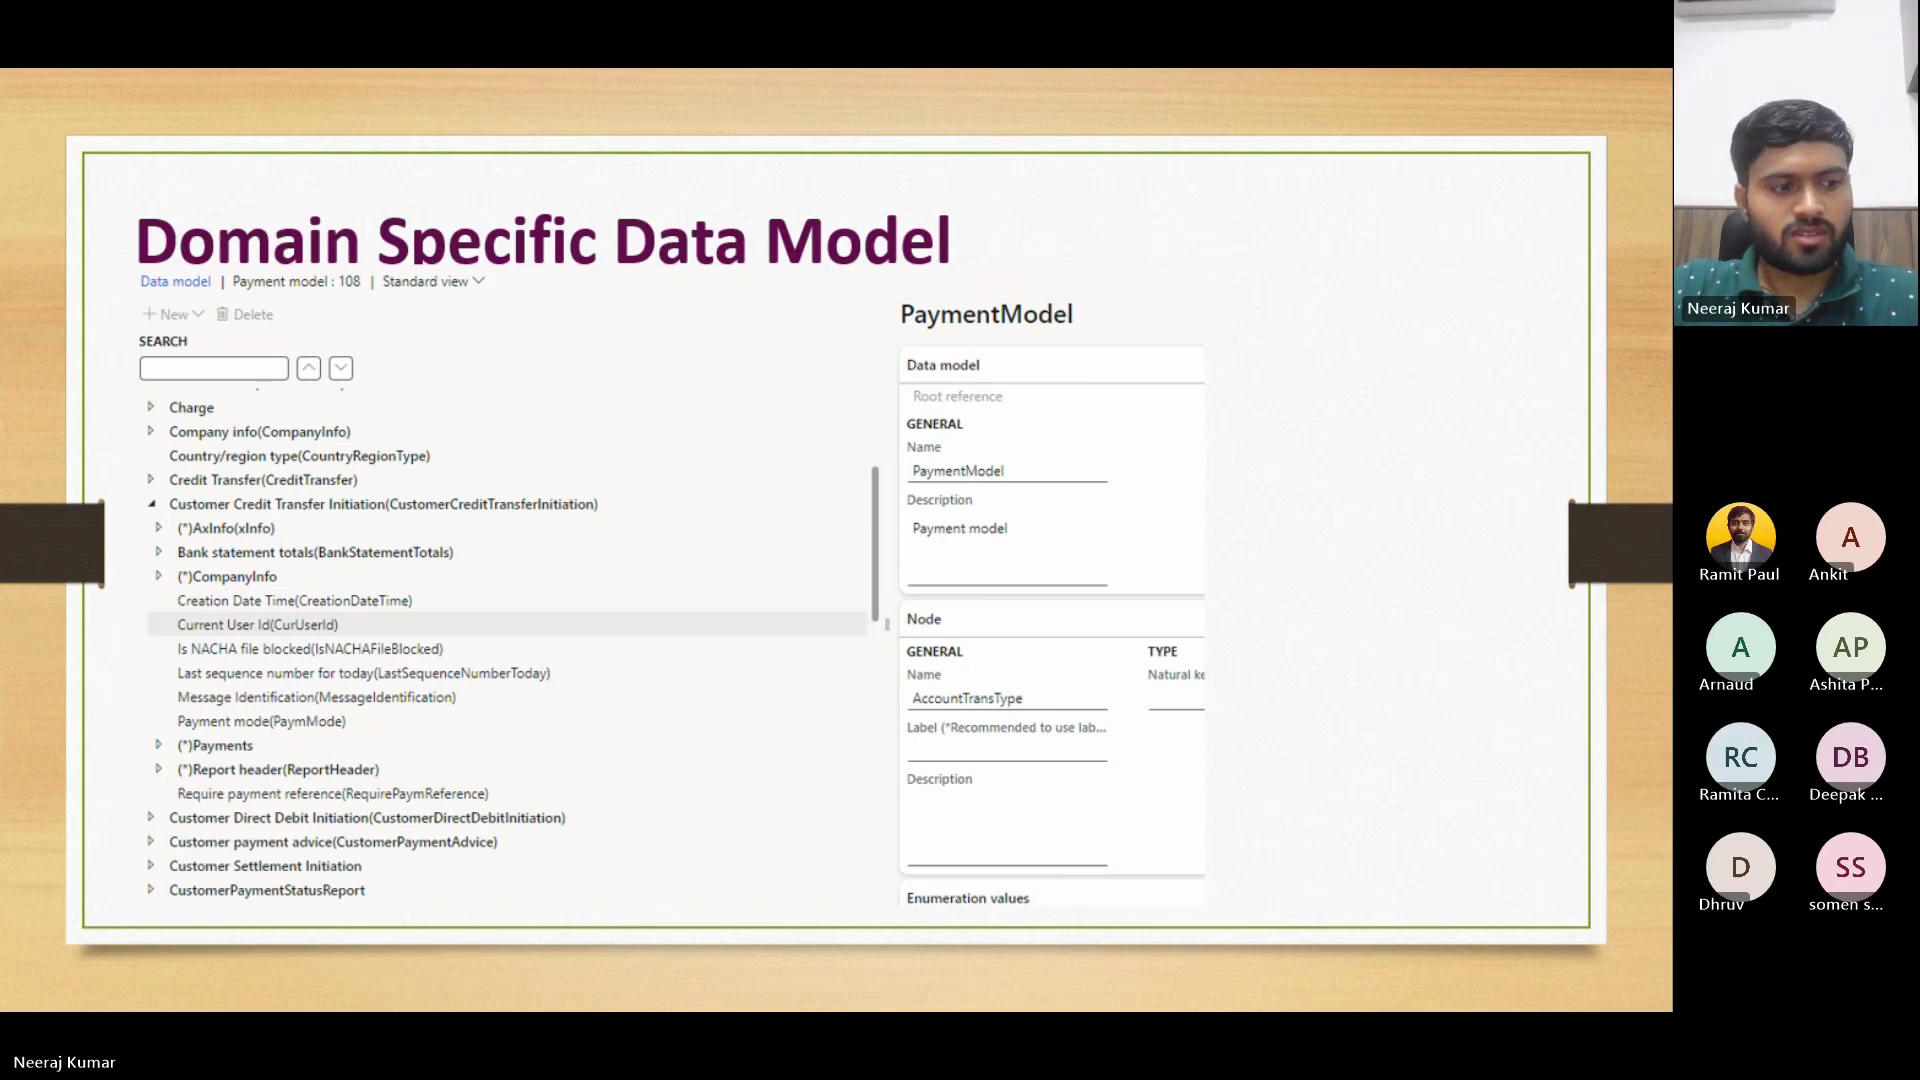 Domain Specific Data Model
Data model | Payment model : 108 | Standard view
New Delete
SEARCH
Charge
Company info(CompanyInfo)
Country/region type(CountryRegionType)
Credit Transfer(CreditTransfer)
Customer Credit Transfer Initiation(CustomerCreditTransferInitiation)
(*)AxInfo(xInfo)
Bank statement totals(BankStatementTotals)
(*)CompanyInfo
Creation Date Time(CreationDateTime)
Current User Id(CurUserId)
Is NACHA file blocked(IsNACHAFileBlocked)
Last sequence number for today(LastSequenceNumberToday)
Message Identification(MessageIdentification)
Payment mode(PaymMode)
(*)Payments
(*)Report header(ReportHeader)
Require payment reference(RequirePaymReference)
Customer Direct Debit Initiation(CustomerDirectDebitInitiation)
Customer payment advice(CustomerPaymentAdvice)
Customer Settlement Initiation
CustomerPaymentStatusReport
PaymentModel
Data model
Root reference
GENERAL
Name
PaymentModel
Description
Payment model
Node
GENERAL TYPE
Name Natural ke
AccountTransType
Label (*Recommended to use lab...
Description
Enumeration values
Neeraj Kumar
Ramit Paul
A
Ankit
A
Arnaud
AP
Ashita P...
RC
Ramita C...
DB
Deepak ...
D
Dhruv
SS
somen s...
Neeraj Kumar